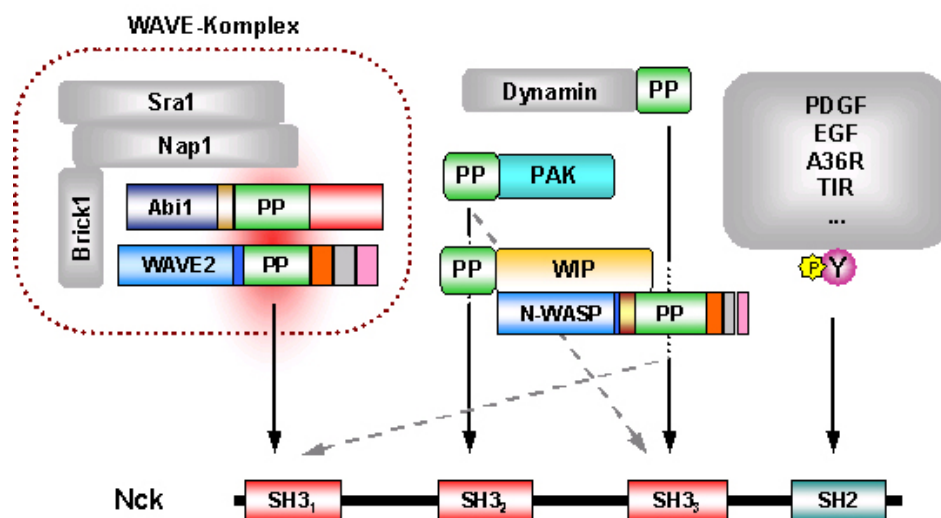 WAVE-Komplex
Sra1
Nap1
Brick1
Abi1 PP
WAVE2 PP
Dynamin PP
PP PAK
PP WIP
N-WASP PP
PDGF
EGF
A36R
TIR
...
P Y
Nck SH3₁ SH3₂ SH3₃ SH2